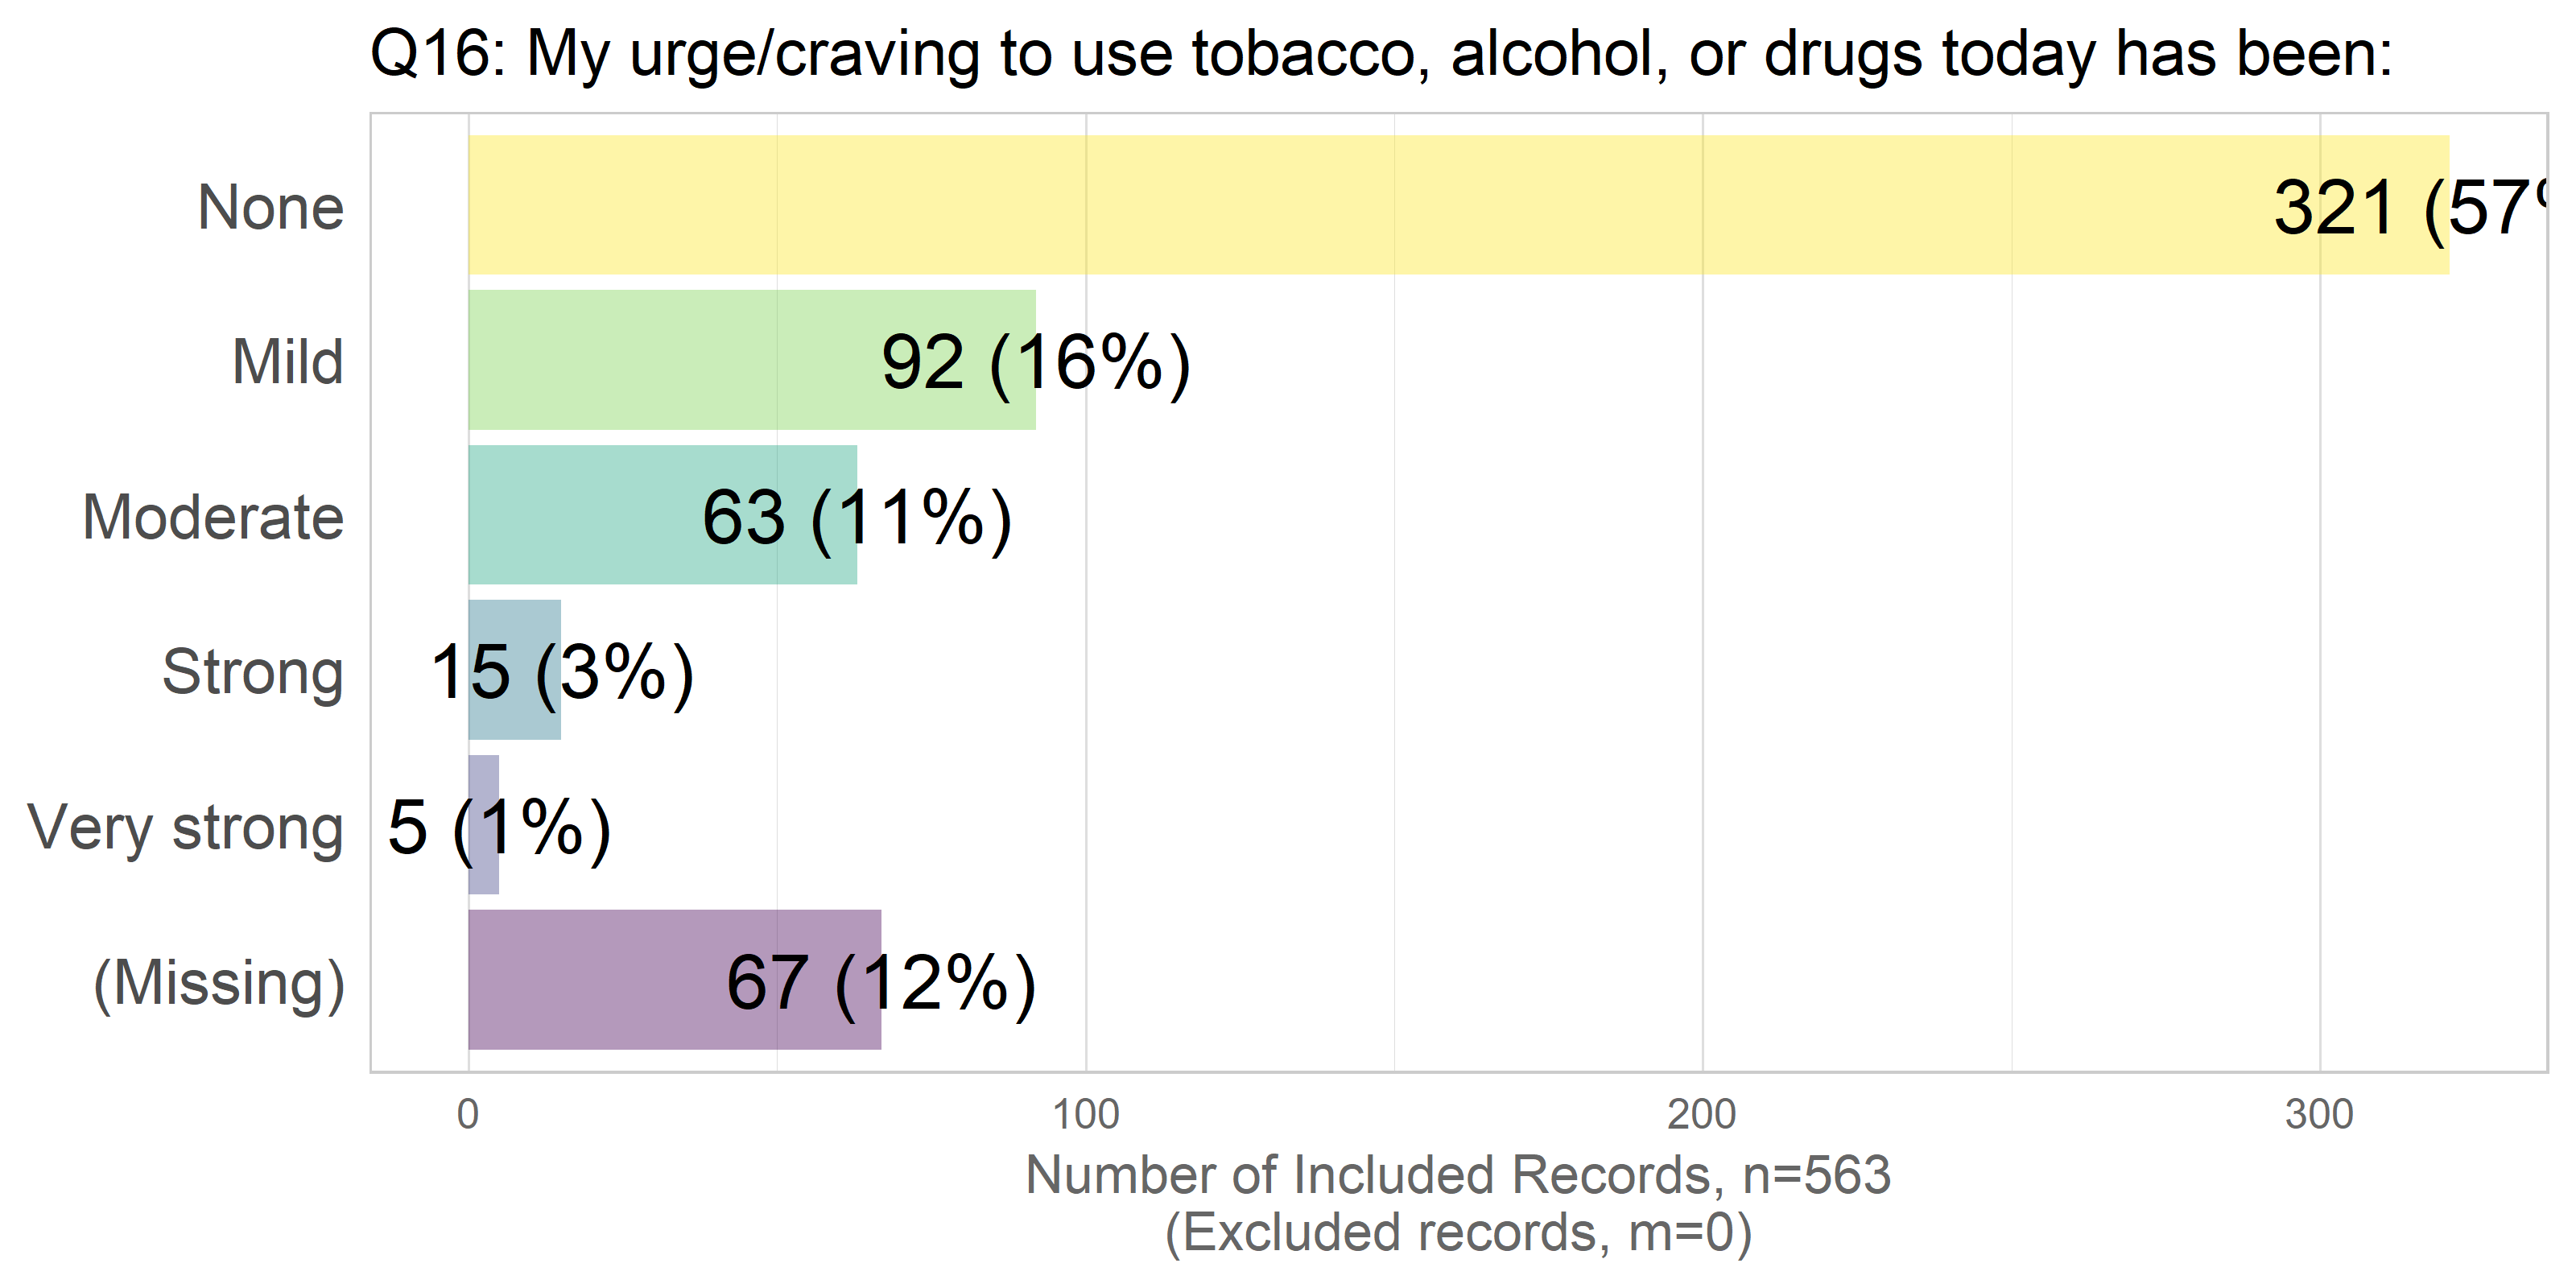 Q16: My urge/craving to use tobacco, alcohol, or drugs today has been:
None 321 (57%
Mild 92 (16%)
Moderate 63 (11%)
Strong 15 (3%)
Very strong 5 (1%)
(Missing) 67 (12%)
0 100 200 300
Number of Included Records, n=563
(Excluded records, m=0)